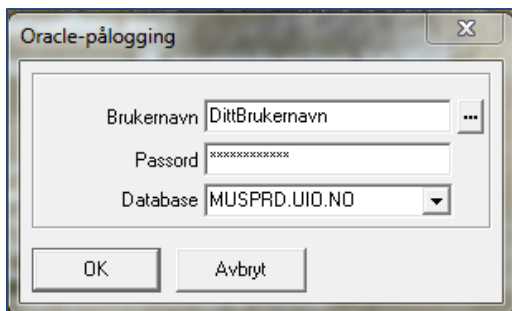 Oracle-pålogging
Brukernavn DittBrukernavn ...
Passord ************
Database MUSPRD.UIO.NO
OK Avbryt